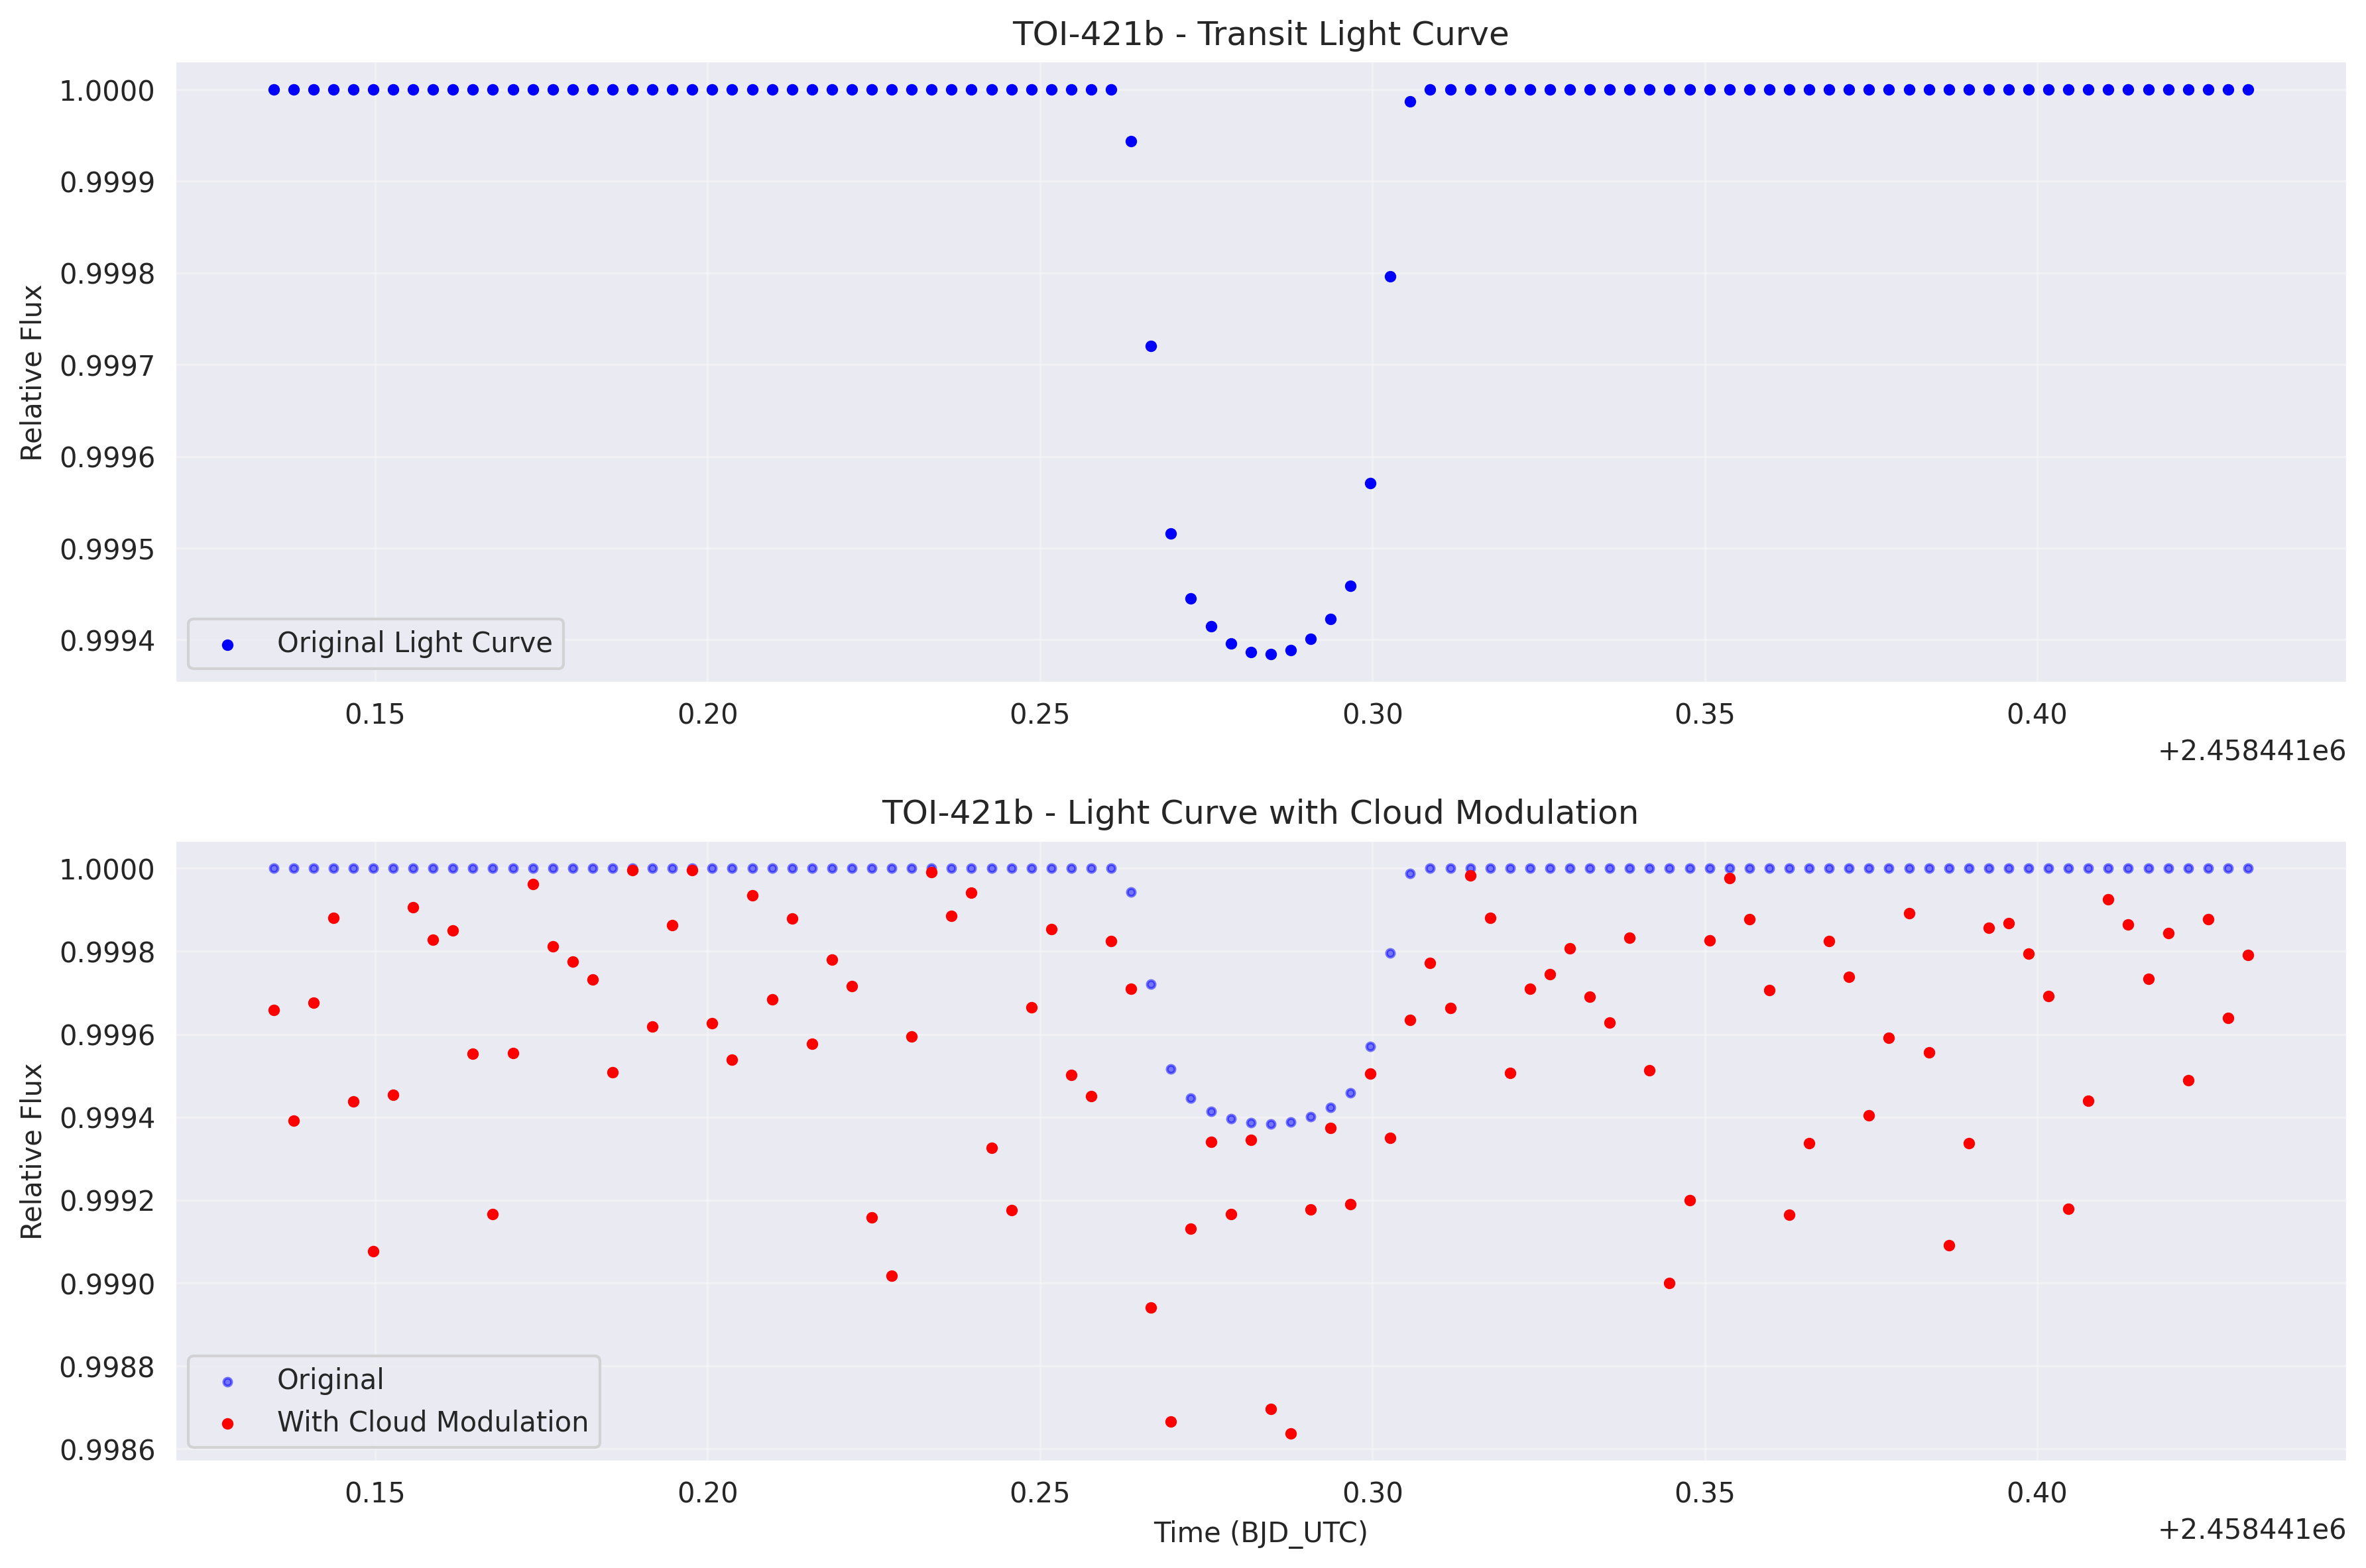 TOI-421b - Transit Light Curve
Relative Flux
1.0000
0.9999
0.9998
0.9997
0.9996
0.9995
0.9994
Original Light Curve
0.15 0.20 0.25 0.30 0.35 0.40
+2.458441e6
TOI-421b - Light Curve with Cloud Modulation
Relative Flux
1.0000
0.9998
0.9996
0.9994
0.9992
0.9990
0.9988
0.9986
Original
With Cloud Modulation
0.15 0.20 0.25 0.30 0.35 0.40
Time (BJD_UTC)
+2.458441e6